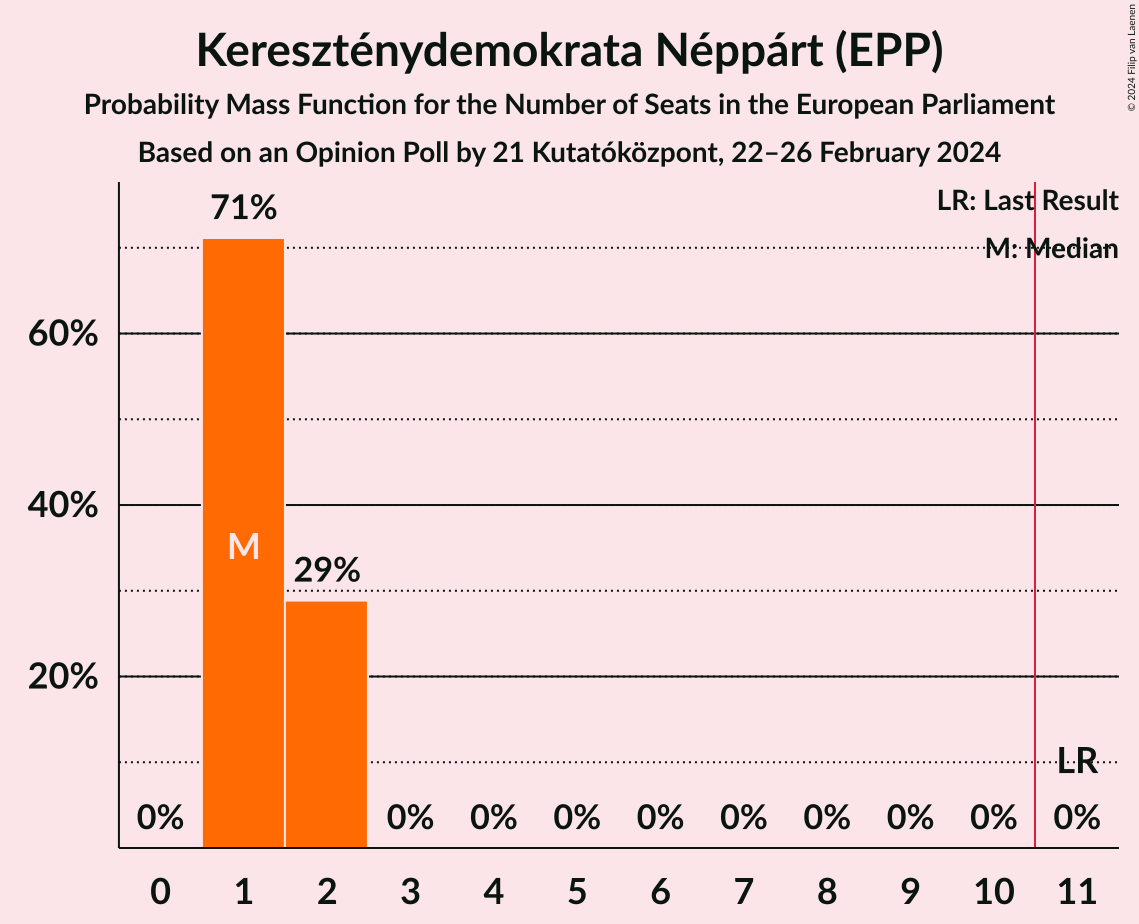 Kereszténydemokrata Néppárt (EPP)
Probability Mass Function for the Number of Seats in the European Parliament
Based on an Opinion Poll by 21 Kutatóközpont, 22–26 February 2024
© 2024 Filip van Laenen
LR: Last Result
M: Median
71%
60%
40%
M
29%
20%
LR
0% 0% 0% 0% 0% 0% 0% 0% 0% 0%
0 1 2 3 4 5 6 7 8 9 10 11